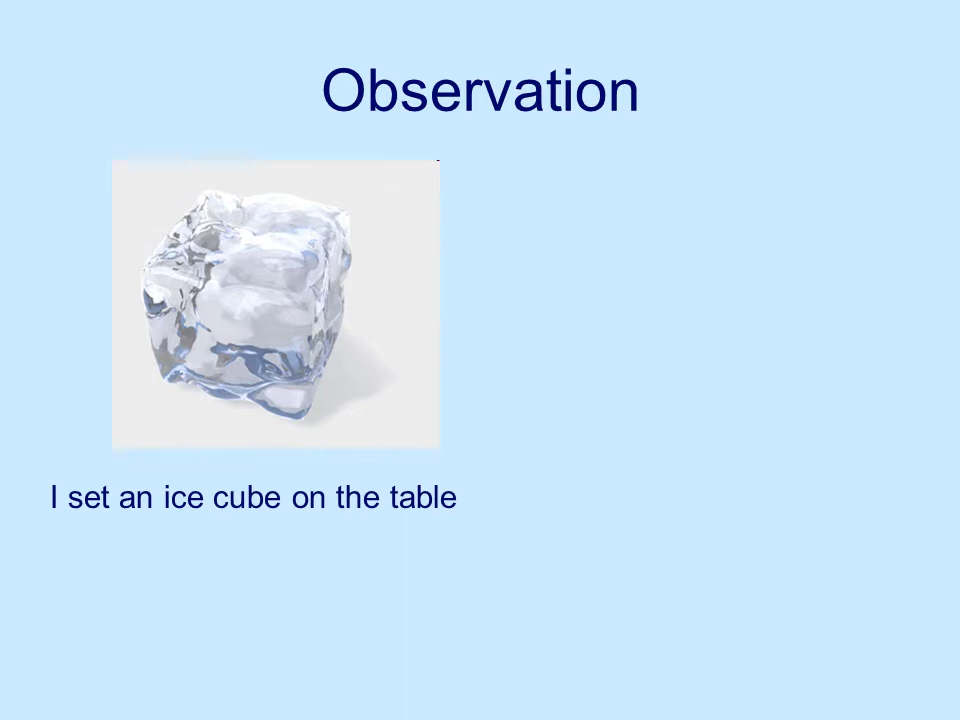 Observation
I set an ice cube on the table